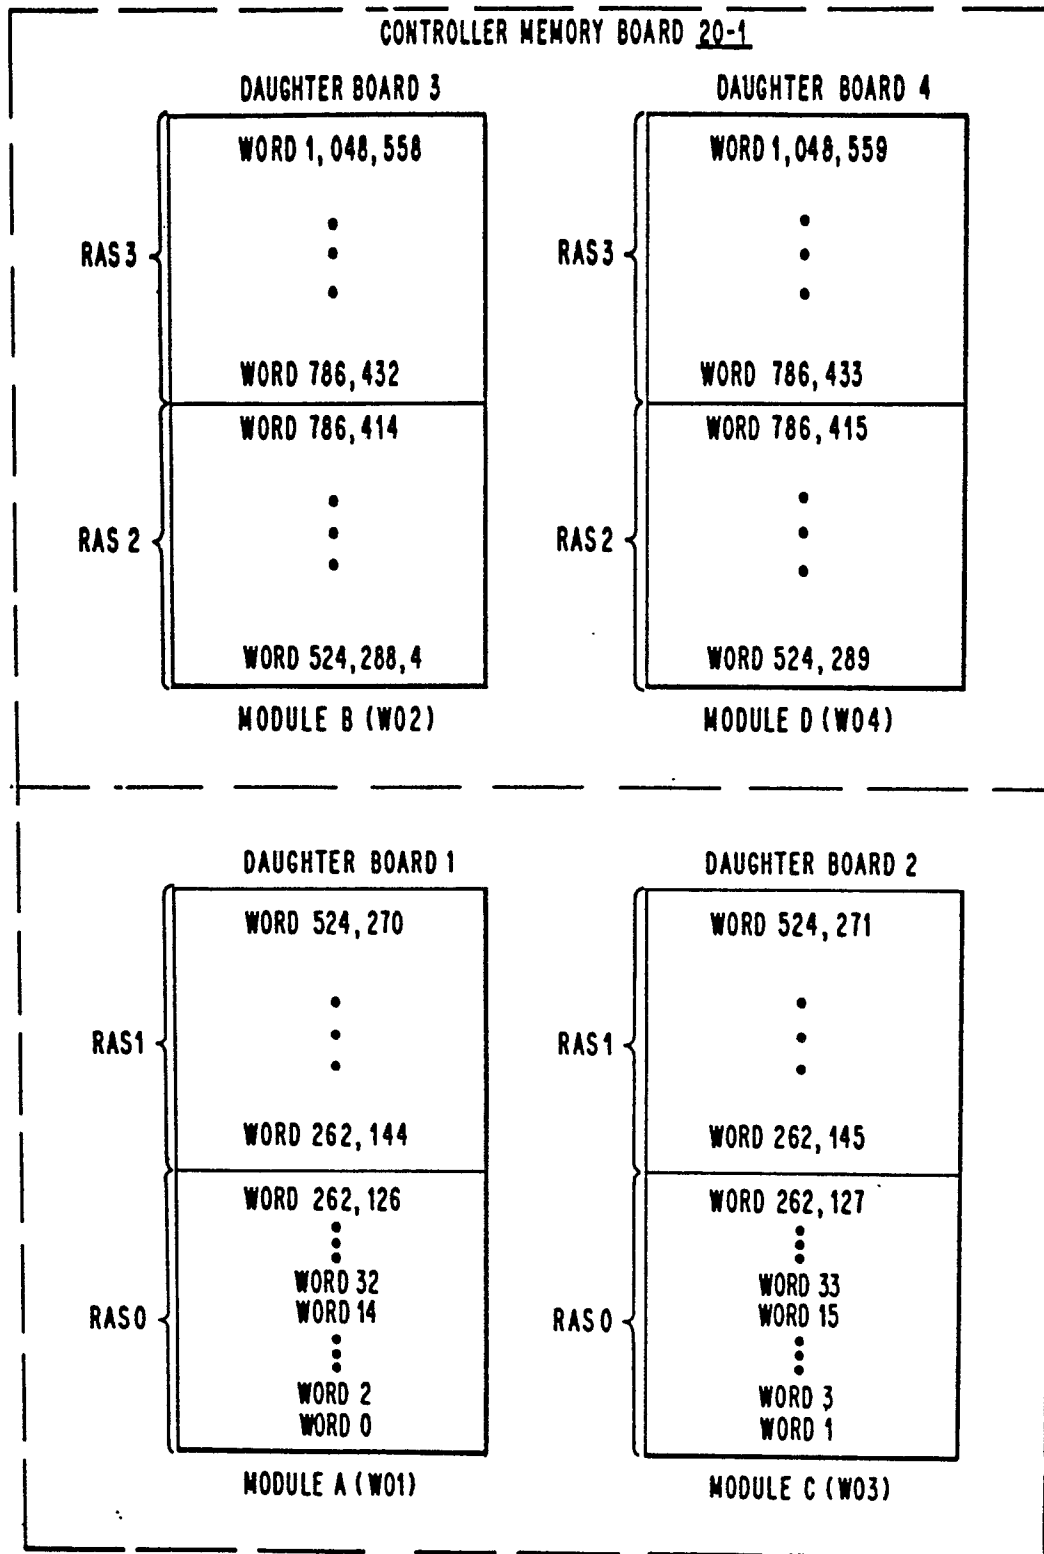 CONTROLLER MEMORY BOARD 20-1
DAUGHTER BOARD 3
WORD 1,048,558
RAS 3
WORD 786,432
WORD 786,414
RAS 2
WORD 524,288,4
MODULE B (W02)
DAUGHTER BOARD 4
WORD 1,048,559
RAS 3
WORD 786,433
WORD 786,415
RAS 2
WORD 524,289
MODULE D (W04)
DAUGHTER BOARD 1
WORD 524,270
RAS1
WORD 262,144
WORD 262,126
WORD 32
WORD 14
RAS 0
WORD 2
WORD 0
MODULE A (W01)
DAUGHTER BOARD 2
WORD 524,271
RAS 1
WORD 262,145
WORD 262,127
WORD 33
WORD 15
RAS 0
WORD 3
WORD 1
MODULE C (W03)